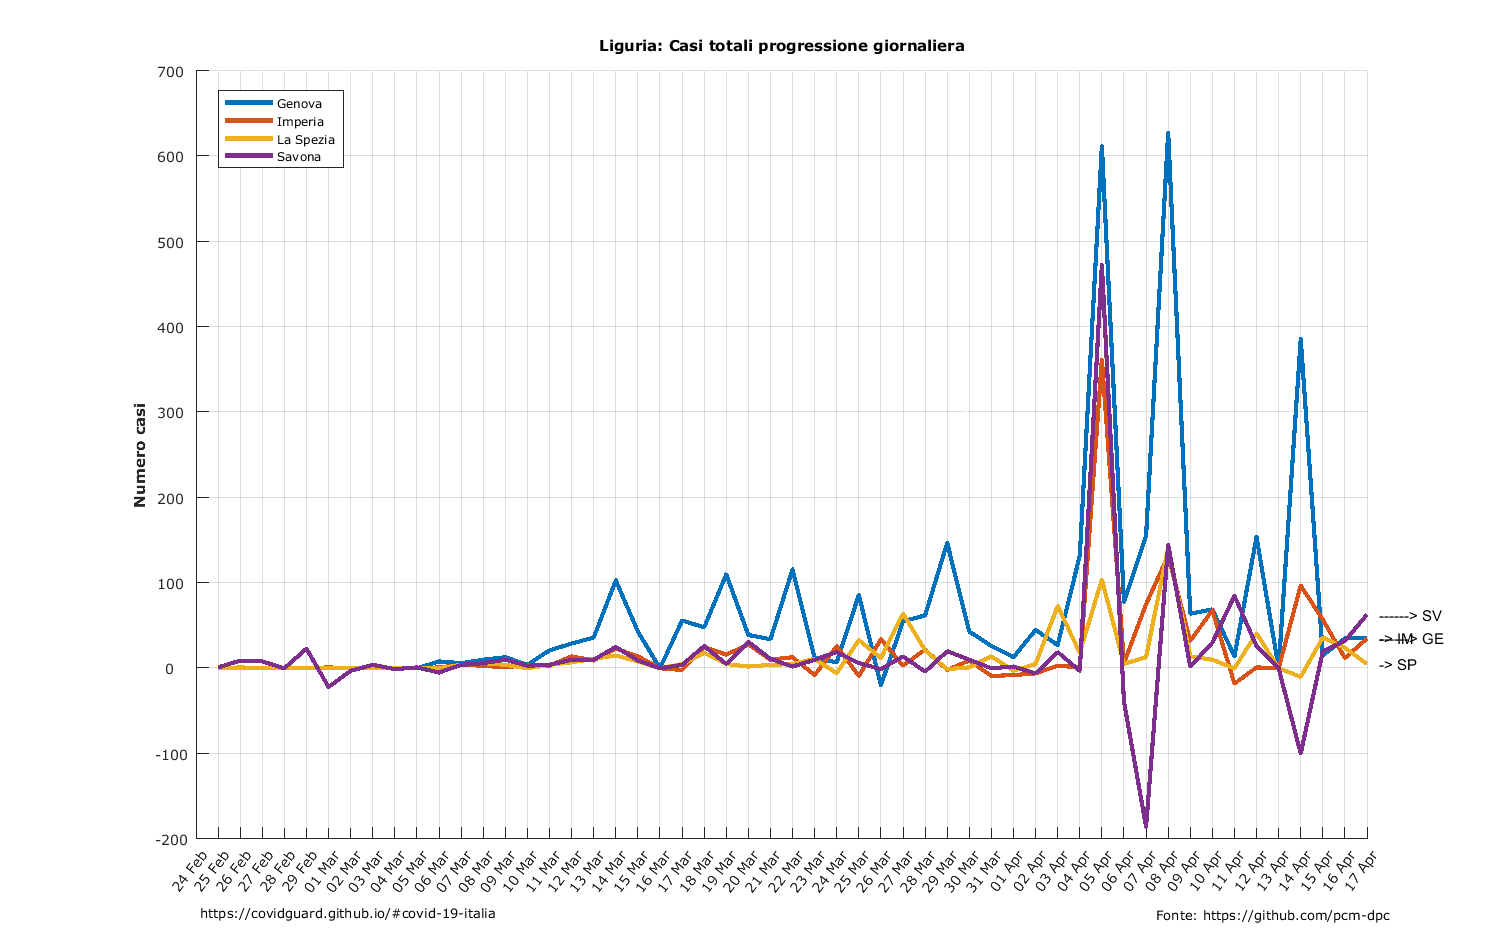 Liguria: Casi totali progressione giornaliera
700
600
500
400
300
200
100
0
-100
-200
Numero casi
Genova
Imperia
La Spezia
Savona
------> SV
-> IM
> GE
-> SP
24 Feb
25 Feb
26 Feb
27 Feb
28 Feb
29 Feb
01 Mar
02 Mar
03 Mar
04 Mar
05 Mar
06 Mar
07 Mar
08 Mar
09 Mar
10 Mar
11 Mar
12 Mar
13 Mar
14 Mar
15 Mar
16 Mar
17 Mar
18 Mar
19 Mar
20 Mar
21 Mar
22 Mar
23 Mar
24 Mar
25 Mar
26 Mar
27 Mar
28 Mar
29 Mar
30 Mar
31 Mar
01 Apr
02 Apr
03 Apr
04 Apr
05 Apr
06 Apr
07 Apr
08 Apr
09 Apr
10 Apr
11 Apr
12 Apr
13 Apr
14 Apr
15 Apr
16 Apr
17 Apr
https://covidguard.github.io/#covid-19-italia
Fonte: https://github.com/pcm-dpc